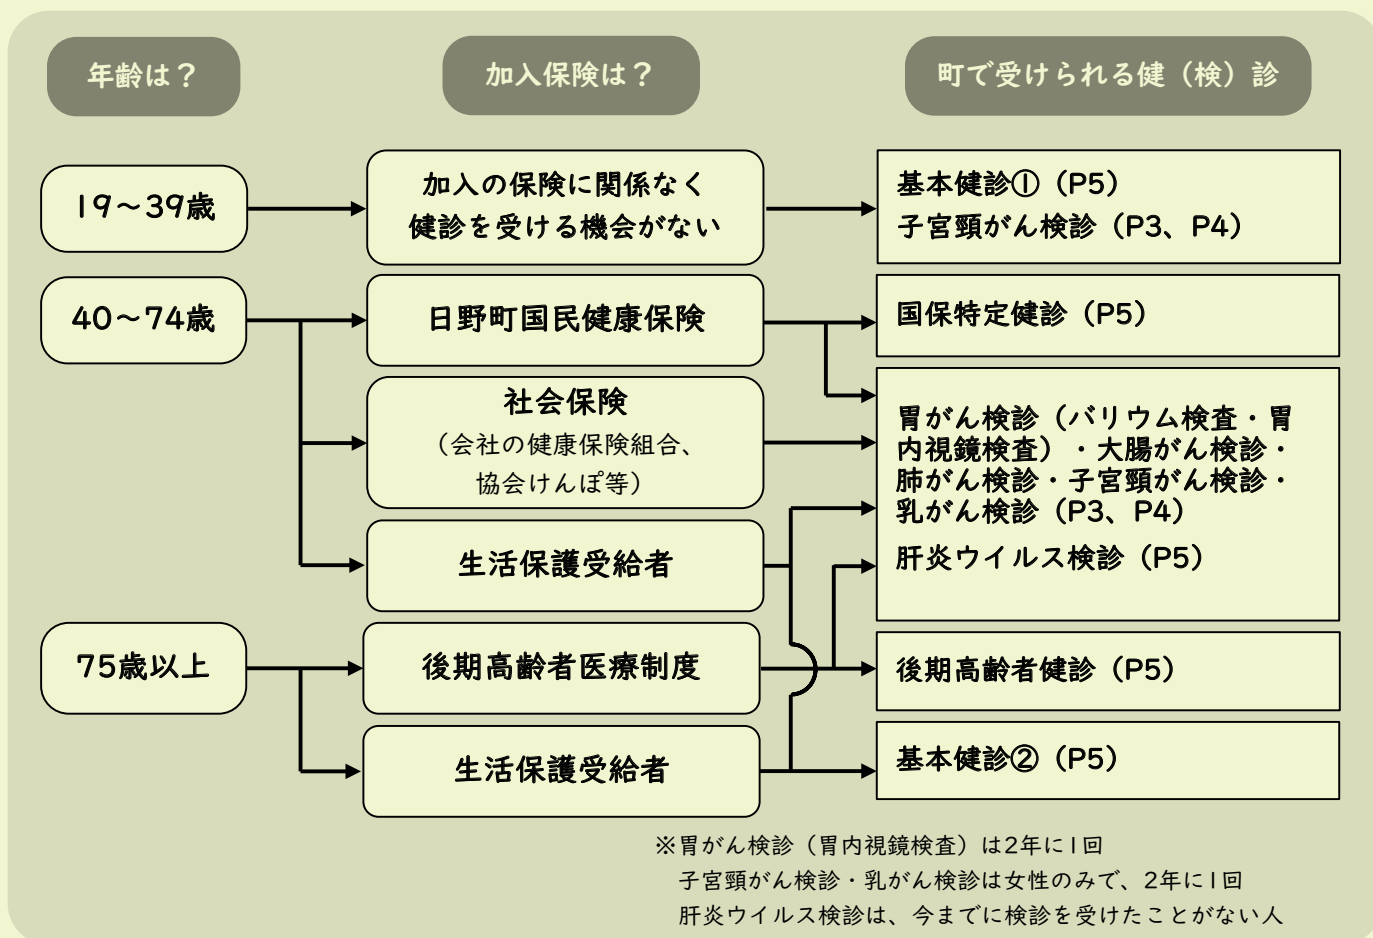 年齢は？
加入保険は？
町で受けられる健（検）診
19～39歳
加入の保険に関係なく
健診を受ける機会がない
基本健診①（P5）
子宮頸がん検診（P3、P4）
40～74歳
日野町国民健康保険
国保特定健診（P5）
社会保険
（会社の健康保険組合、
協会けんぽ等）
胃がん検診（バリウム検査・胃
内視鏡検査）・大腸がん検診・
肺がん検診・子宮頸がん検診・
乳がん検診（P3、P4）
肝炎ウイルス検診（P5）
生活保護受給者
75歳以上
後期高齢者医療制度
後期高齢者健診（P5）
生活保護受給者
基本健診②（P5）
※胃がん検診（胃内視鏡検査）は2年に1回
子宮頸がん検診・乳がん検診は女性のみで、2年に1回
肝炎ウイルス検診は、今までに検診を受けたことがない人